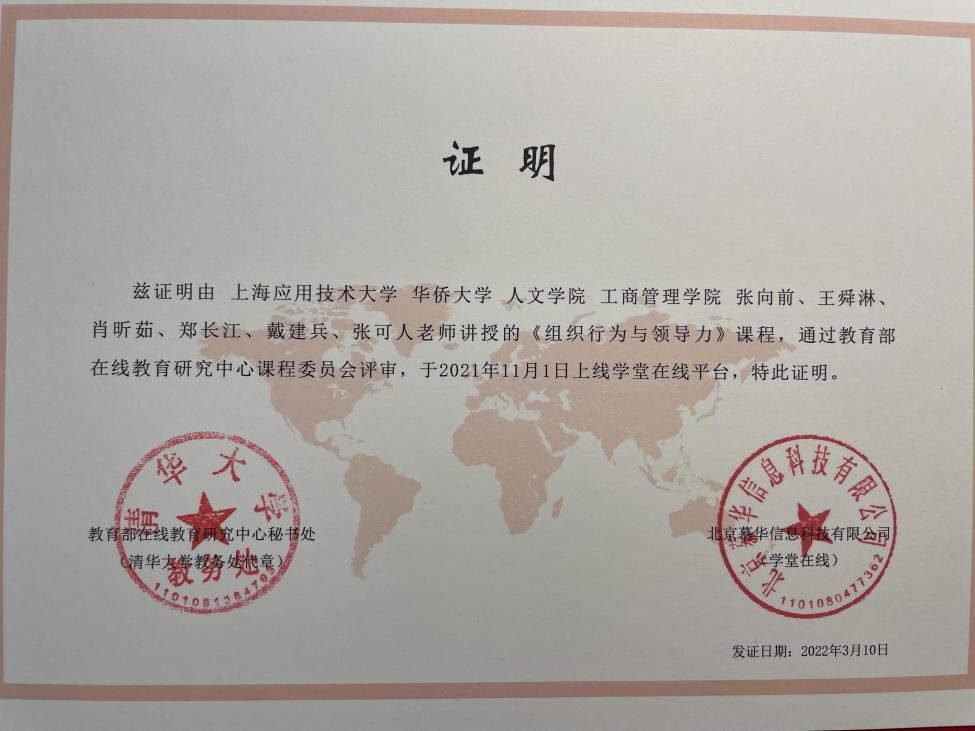 证 明
兹证明由 上海应用技术大学 华侨大学 人文学院 工商管理学院 张向前、王舜淋、
肖昕茹、郑长江、戴建兵、张可人老师讲授的《组织行为与领导力》课程，通过教育部
在线教育研究中心课程委员会评审，于2021年11月1日上线学堂在线平台，特此证明。
清华大学
教育部在线教育研究中心秘书处
（清华大学教务处代章）
教务处
北京慕华信息科技有限公司
北京慕华信息科技有限公司
（学堂在线）
1101080477362
发证日期：2022年3月10日